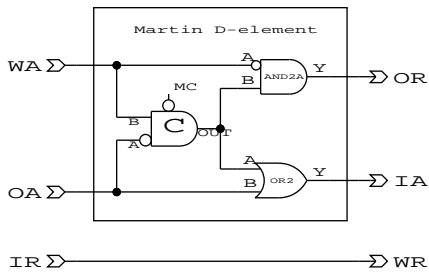 Martin D-element
WA
A
B
AND2A
Y
OR
MC
B
A
C
OUT
OA
A
B
OR2
Y
IA
IR
WR